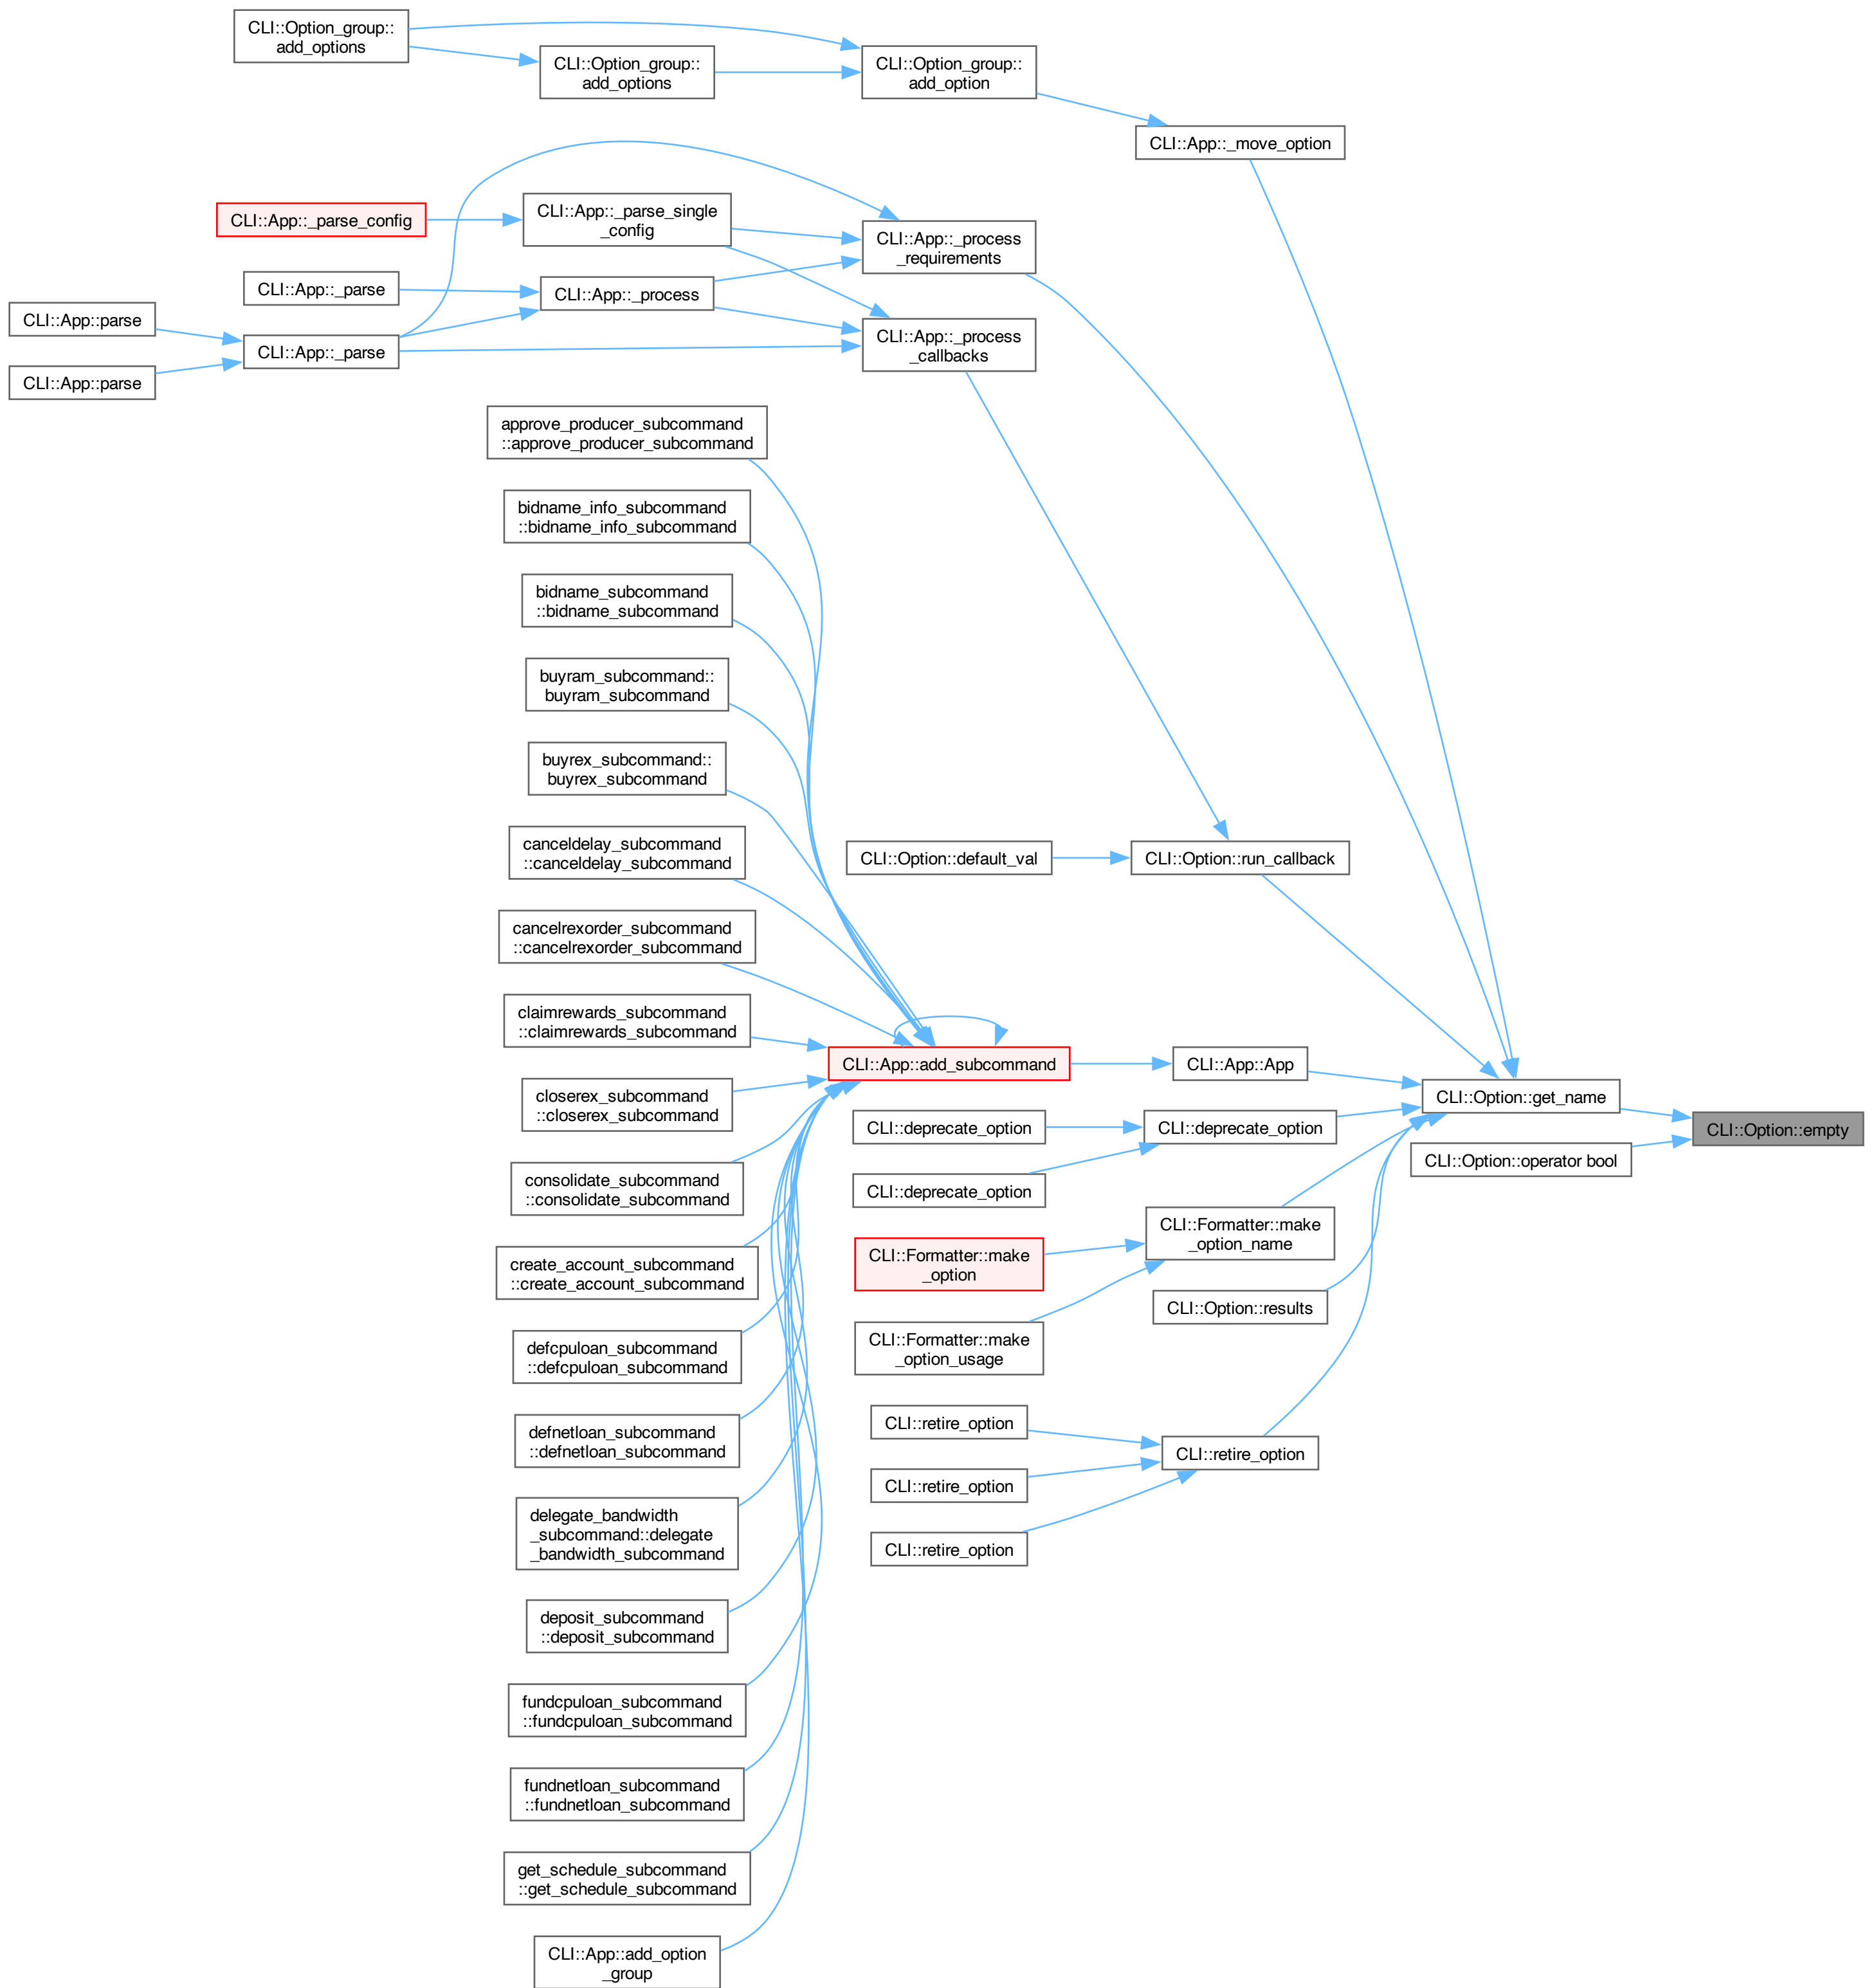 CLI::Option_group::
add_options
CLI::Option_group::
add_options
CLI::Option_group::
add_option
CLI::App::_move_option
CLI::App::_parse_config
CLI::App::_parse_single
_config
CLI::App::_process
_requirements
CLI::App::_parse
CLI::App::_process
CLI::App::parse
CLI::App::_parse
CLI::App::_process
_callbacks
CLI::App::parse
approve_producer_subcommand
::approve_producer_subcommand
bidname_info_subcommand
::bidname_info_subcommand
bidname_subcommand
::bidname_subcommand
buyram_subcommand::
buyram_subcommand
buyrex_subcommand::
buyrex_subcommand
canceldelay_subcommand
::canceldelay_subcommand
CLI::Option::default_val
CLI::Option::run_callback
cancelrexorder_subcommand
::cancelrexorder_subcommand
claimrewards_subcommand
::claimrewards_subcommand
CLI::App::add_subcommand
CLI::App::App
closerex_subcommand
::closerex_subcommand
CLI::Option::get_name
CLI::deprecate_option
CLI::deprecate_option
CLI::Option::empty
CLI::Option::operator bool
consolidate_subcommand
::consolidate_subcommand
CLI::deprecate_option
CLI::Formatter::make
_option_name
create_account_subcommand
::create_account_subcommand
CLI::Formatter::make
_option
CLI::Option::results
defcpuloan_subcommand
::defcpuloan_subcommand
CLI::Formatter::make
_option_usage
defnetloan_subcommand
::defnetloan_subcommand
CLI::retire_option
CLI::retire_option
CLI::retire_option
delegate_bandwidth
_subcommand::delegate
_bandwidth_subcommand
CLI::retire_option
deposit_subcommand
::deposit_subcommand
fundcpuloan_subcommand
::fundcpuloan_subcommand
fundnetloan_subcommand
::fundnetloan_subcommand
get_schedule_subcommand
::get_schedule_subcommand
CLI::App::add_option
_group